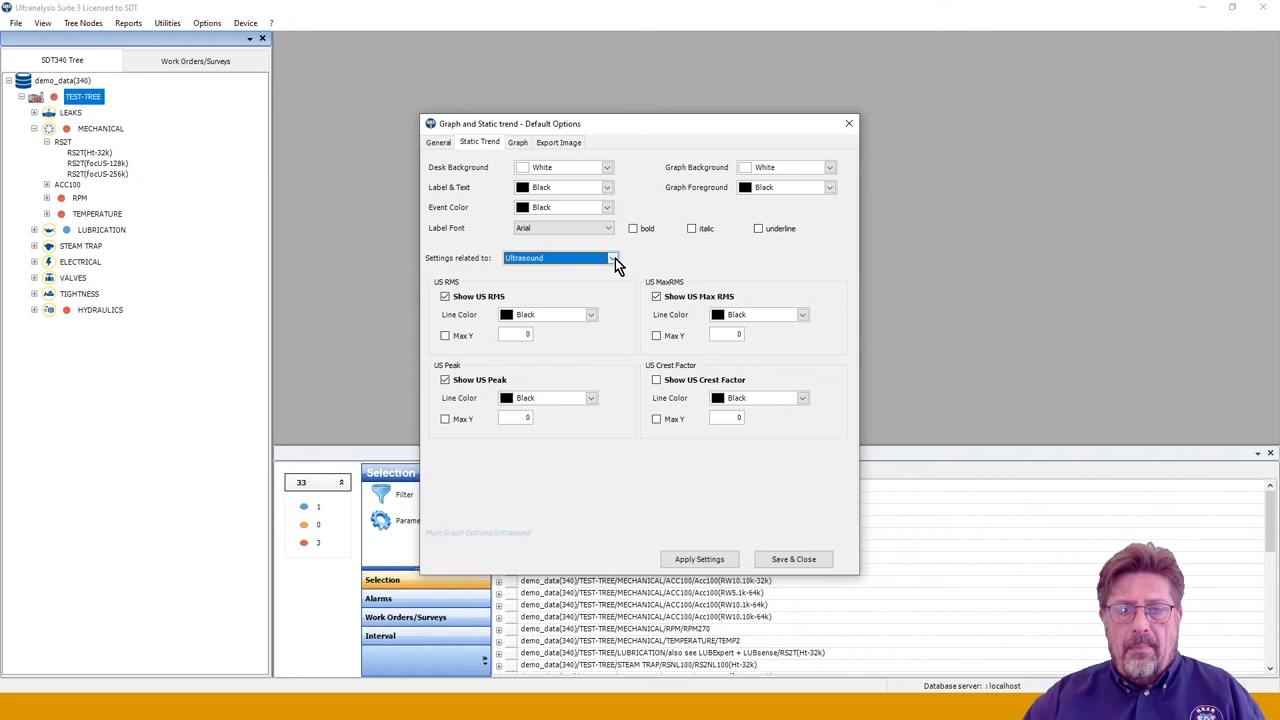 Ultranalysis Suite 3 Licensed to SDT
File View Tree Nodes Reports Utilities Options Device ?
SDT340 Tree Work Orders/Surveys
demo_data(340)
TEST-TREE
LEAKS
MECHANICAL
RS2T
RS2T(Ht-32k)
RS2T(focUS-128k)
RS2T(focUS-256k)
ACC100
RPM
TEMPERATURE
LUBRICATION
STEAM TRAP
ELECTRICAL
VALVES
TIGHTNESS
HYDRAULICS
Graph and Static trend - Default Options
General Static Trend Graph Export Image
Desk Background White Graph Background White
Label & Text Black Graph Foreground Black
Event Color Black
Label Font Arial bold italic underline
Settings related to: Ultrasound
US RMS US MaxRMS
Show US RMS Show US Max RMS
Line Color Black Line Color Black
Max Y 0 Max Y 0
US Peak US Crest Factor
Show US Peak Show US Crest Factor
Line Color Black Line Color Black
Max Y 0 Max Y 0
Main Graph Options/Ultrasound
Apply Settings Save & Close
33
1
0
3
Selection
Filter
Parame
Selection
Alarms
Work Orders/Surveys
Interval
demo_data(340)/TEST-TREE/MECHANICAL/ACC100/Acc100(RW10.10k-32k)
demo_data(340)/TEST-TREE/MECHANICAL/ACC100/Acc100(RW5.1k-64k)
demo_data(340)/TEST-TREE/MECHANICAL/ACC100/Acc100(RW10.1k-64k)
demo_data(340)/TEST-TREE/MECHANICAL/ACC100/Acc100(RW10.10k-64k)
demo_data(340)/TEST-TREE/MECHANICAL/RPM/RPM270
demo_data(340)/TEST-TREE/MECHANICAL/TEMPERATURE/TEMP2
demo_data(340)/TEST-TREE/LUBRICATION/also see LUBExpert + LUBsense/RS2T(Ht-32k)
demo_data(340)/TEST-TREE/STEAM TRAP/RSNL100/RS2NL100(Ht-32k)
Database server: : localhost